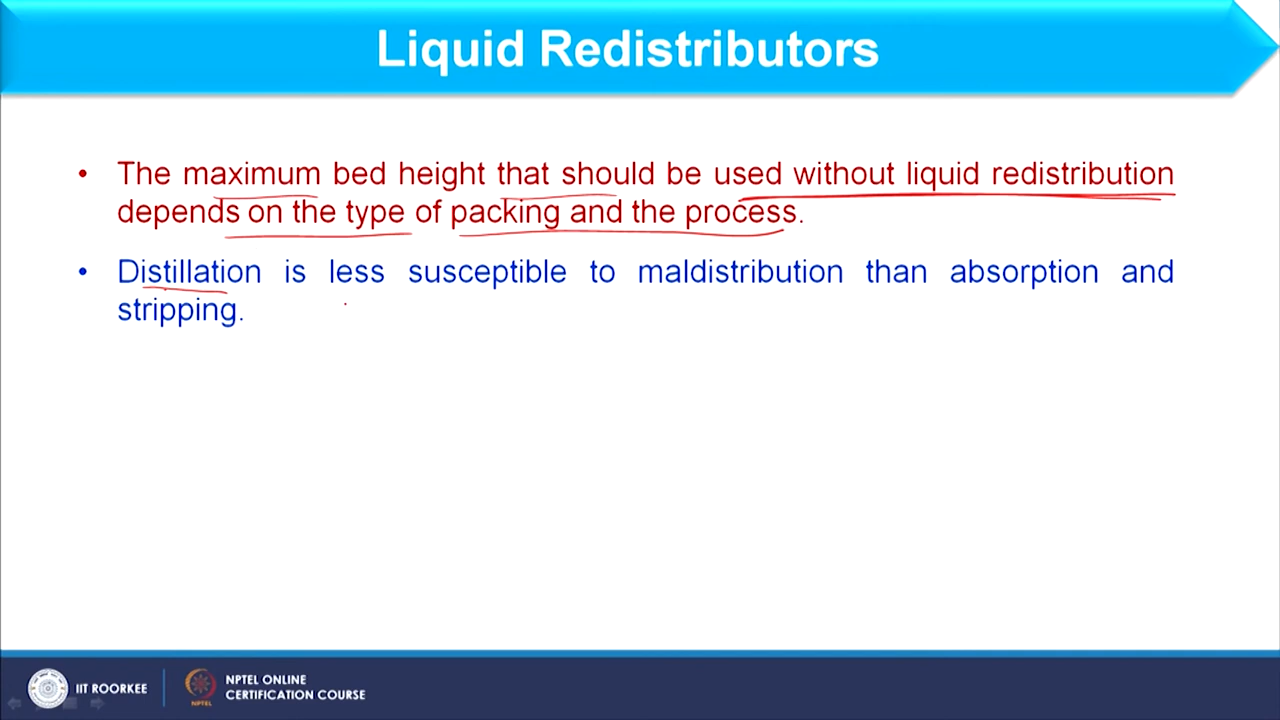 Liquid Redistributors
• The maximum bed height that should be used without liquid redistribution
depends on the type of packing and the process.
• Distillation is less susceptible to maldistribution than absorption and
stripping.
IIT ROORKEE
NPTEL
NPTEL ONLINE
CERTIFICATION COURSE